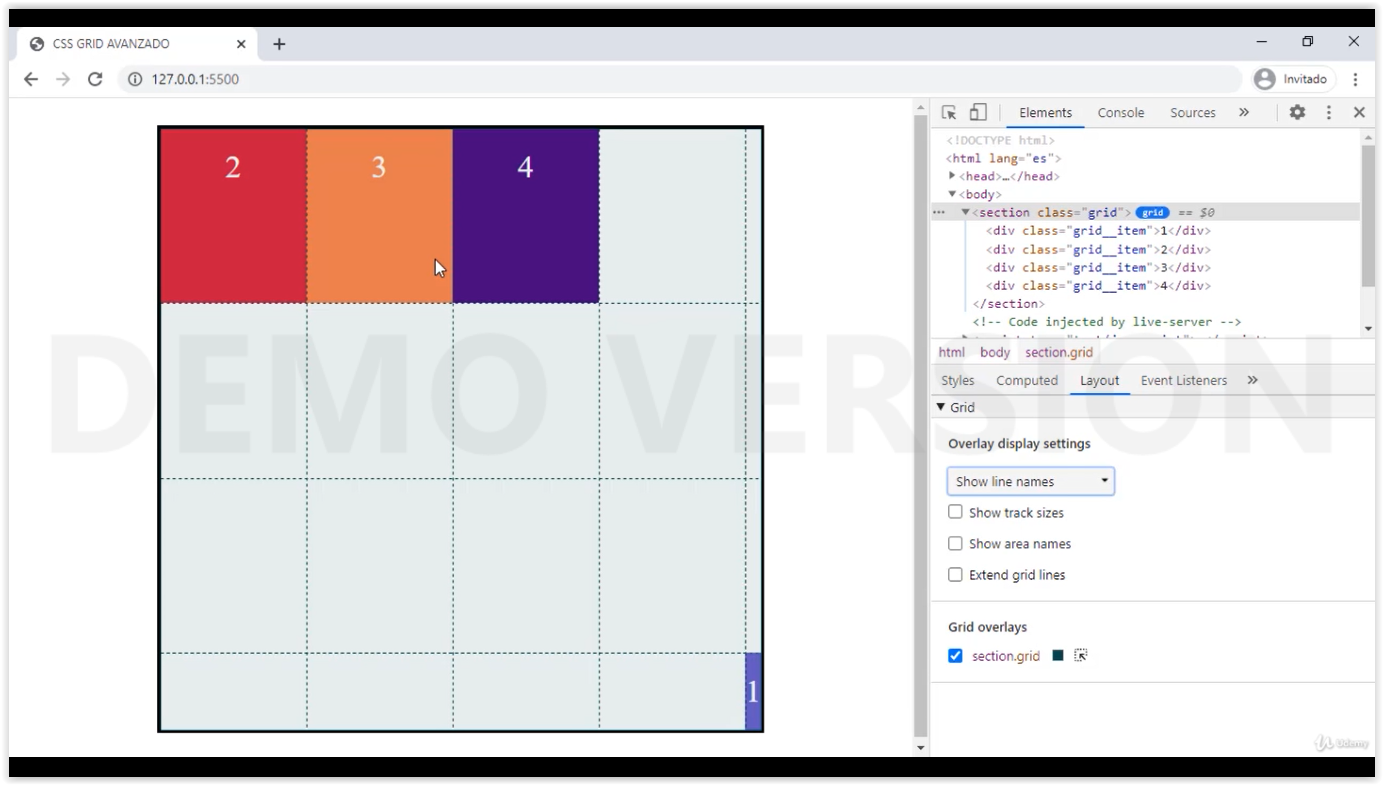 CSS GRID AVANZADO
127.0.0.1:5500
Invitado
2 3 4
1
Elements Console Sources »
<!DOCTYPE html>
<html lang="es">
<head>…</head>
<body>
<section class="grid"> grid == $0
<div class="grid__item">1</div>
<div class="grid__item">2</div>
<div class="grid__item">3</div>
<div class="grid__item">4</div>
</section>
<!-- Code injected by live-server -->
html body section.grid
Styles Computed Layout Event Listeners »
Grid
Overlay display settings
Show line names
Show track sizes
Show area names
Extend grid lines
Grid overlays
section.grid
DEMO VERSION
Udemy